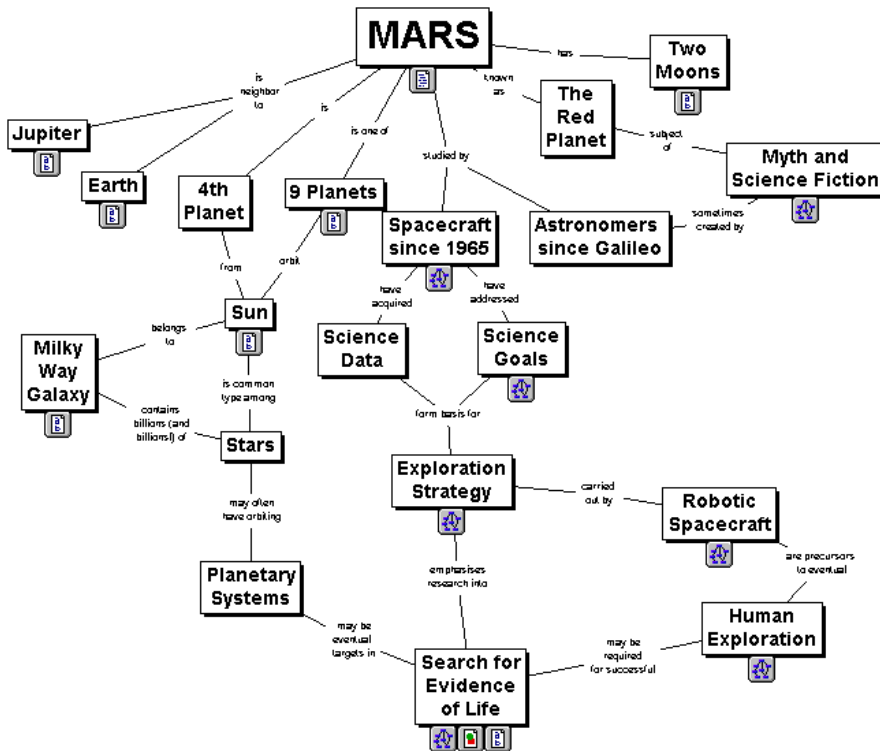 MARS
has
Two
Moons
is
neighbor
to
is
known
as
The
Red
Planet
Jupiter
is one of
studied by
subject
of
Myth and
Science Fiction
Earth
4th
Planet
9 Planets
Spacecraft
since 1965
Astronomers
since Galileo
sometimes
created by
from
orbit
have
acquired
have
addressed
Sun
belongs
to
Milky
Way
Galaxy
Science
Data
Science
Goals
is common
type among
contains
billions (and
billions!) of
form basis for
Stars
Exploration
Strategy
carried
out by
Robotic
Spacecraft
may often
have orbiting
are precursors
to eventual
emphasises
research into
Planetary
Systems
Human
Exploration
may be
eventual
targets in
may be
required
for successful
Search for
Evidence
of Life